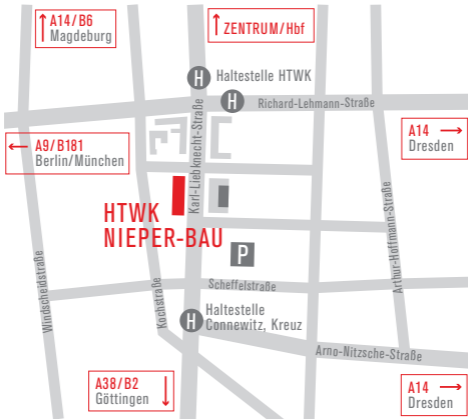 A14/B6
Magdeburg
ZENTRUM/Hbf
H Haltestelle HTWK
H
Richard-Lehmann-Straße
A14
Dresden
A9/B181
Berlin/München
Karl-Liebknecht-Straße
HTWK
NIEPER-BAU
P
Arthur-Hoffmann-Straße
Windscheidstraße
Kochstraße
Scheffelstraße
H Haltestelle
Connewitz, Kreuz
Arno-Nitzsche-Straße
A38/B2
Göttingen
A14
Dresden